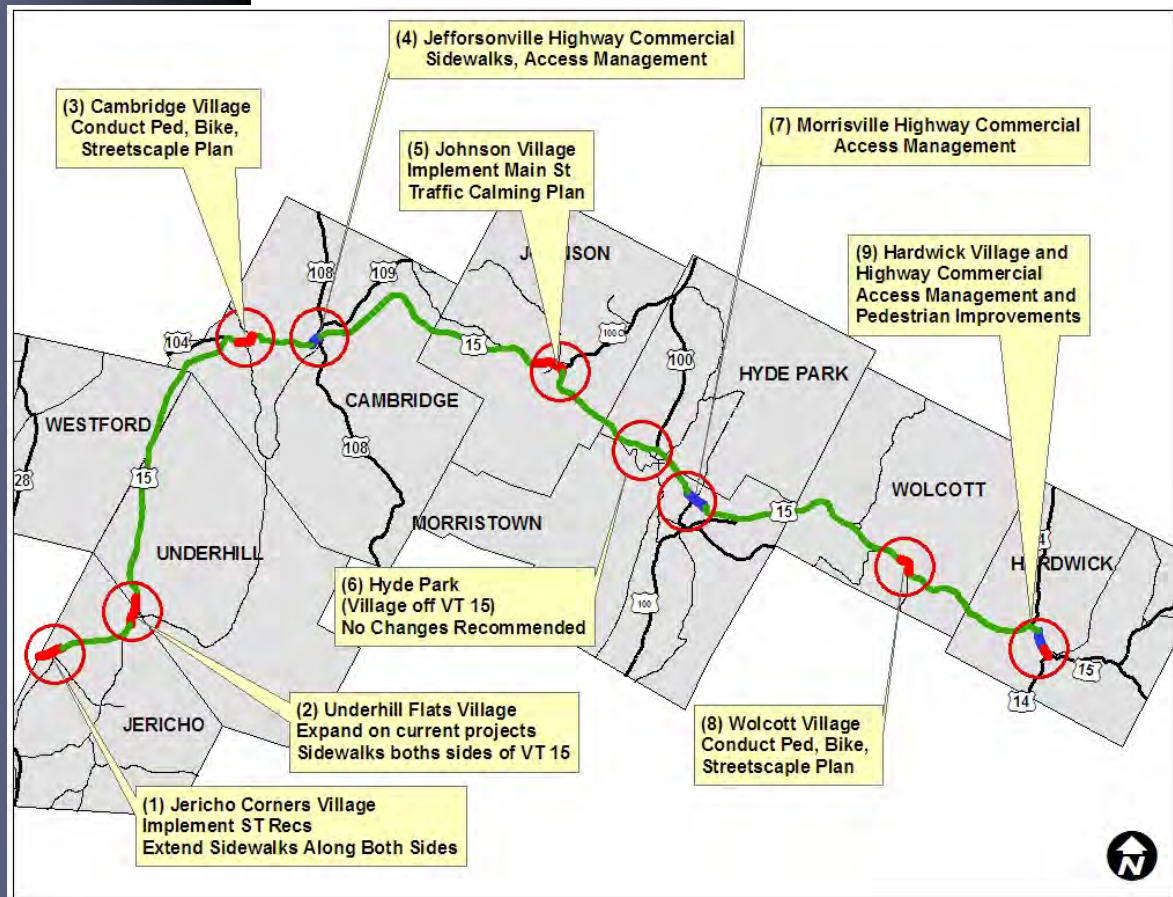 (4) Jefforsonville Highway Commercial
Sidewalks, Access Management
(3) Cambridge Village
Conduct Ped, Bike,
Streetscaple Plan
(7) Morrisville Highway Commercial
Access Management
(5) Johnson Village
Implement Main St
Traffic Calming Plan
(9) Hardwick Village and
Highway Commercial
Access Management and
Pedestrian Improvements
JOHNSON
108
109
104
15
100C
100
HYDE PARK
CAMBRIDGE
WESTFORD
108
28
15
WOLCOTT
15
MORRISTOWN
UNDERHILL
HARDWICK
4
(6) Hyde Park
(Village off VT 15)
No Changes Recommended
100
15
14
JERICHO
(2) Underhill Flats Village
Expand on current projects
Sidewalks boths sides of VT 15
(8) Wolcott Village
Conduct Ped, Bike,
Streetscaple Plan
(1) Jericho Corners Village
Implement ST Recs
Extend Sidewalks Along Both Sides
N